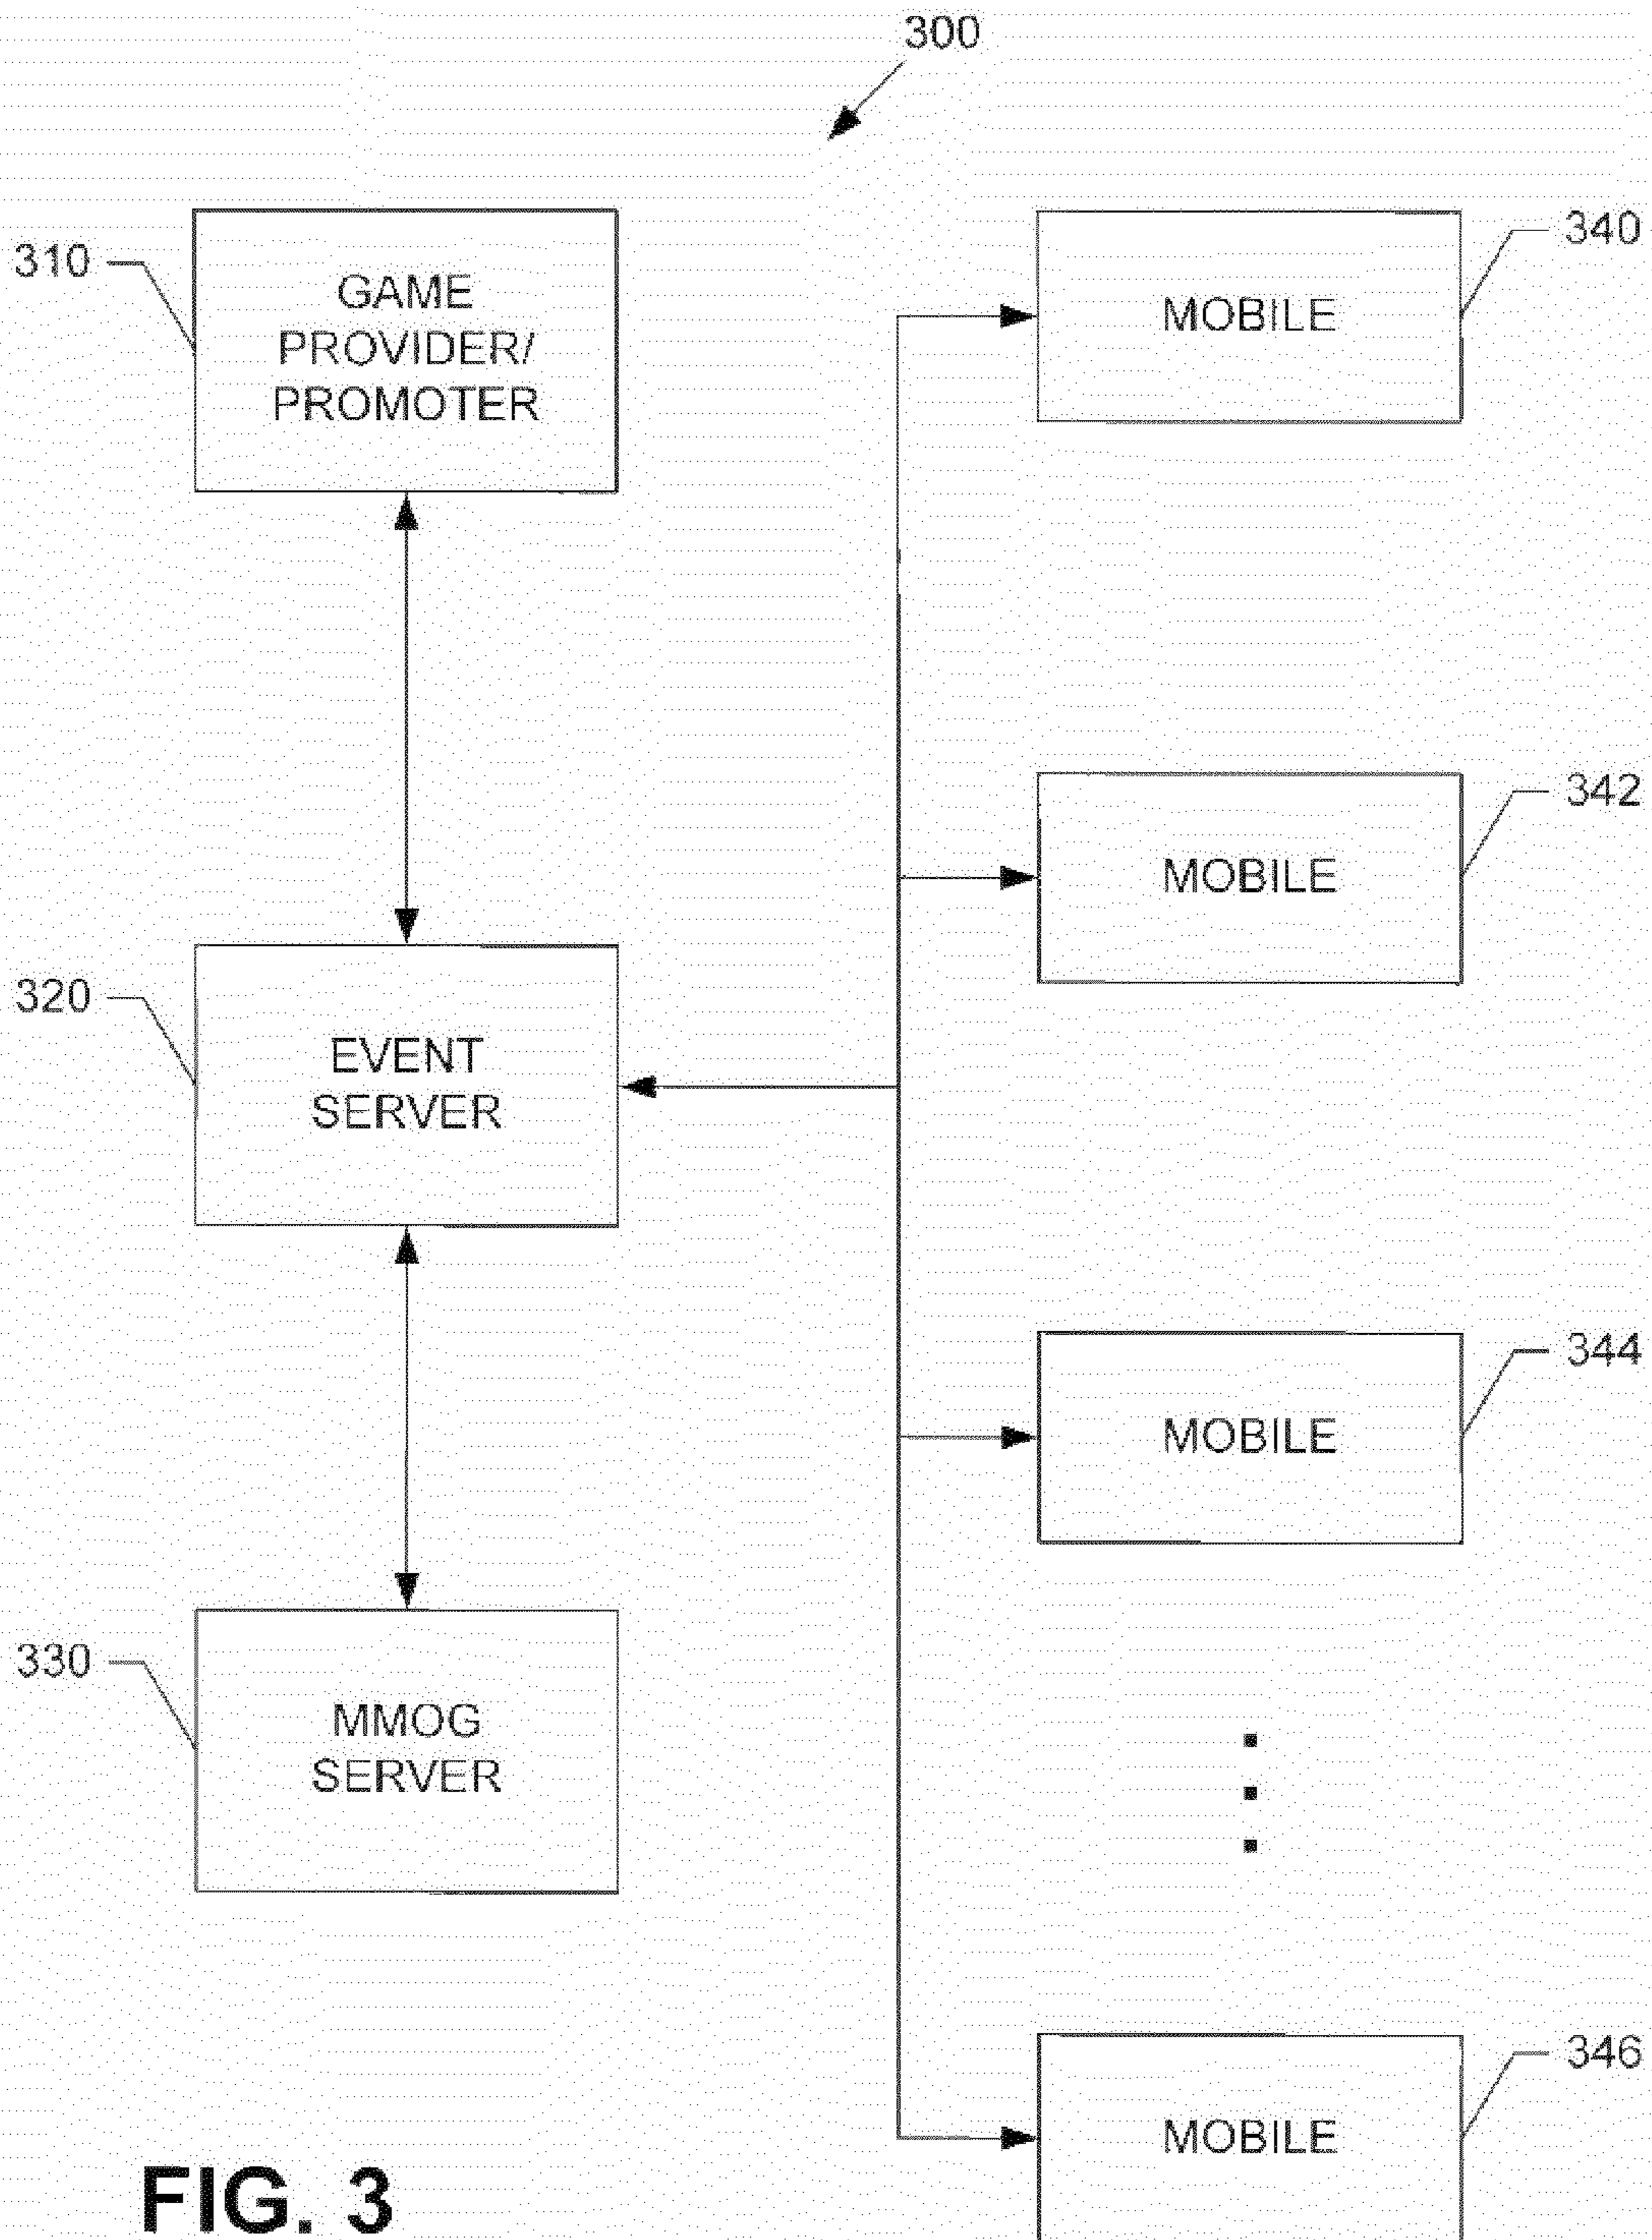 300
310
GAME
PROVIDER/
PROMOTER
340
MOBILE
342
MOBILE
320
EVENT
SERVER
344
MOBILE
330
MMOG
SERVER
346
MOBILE
FIG. 3